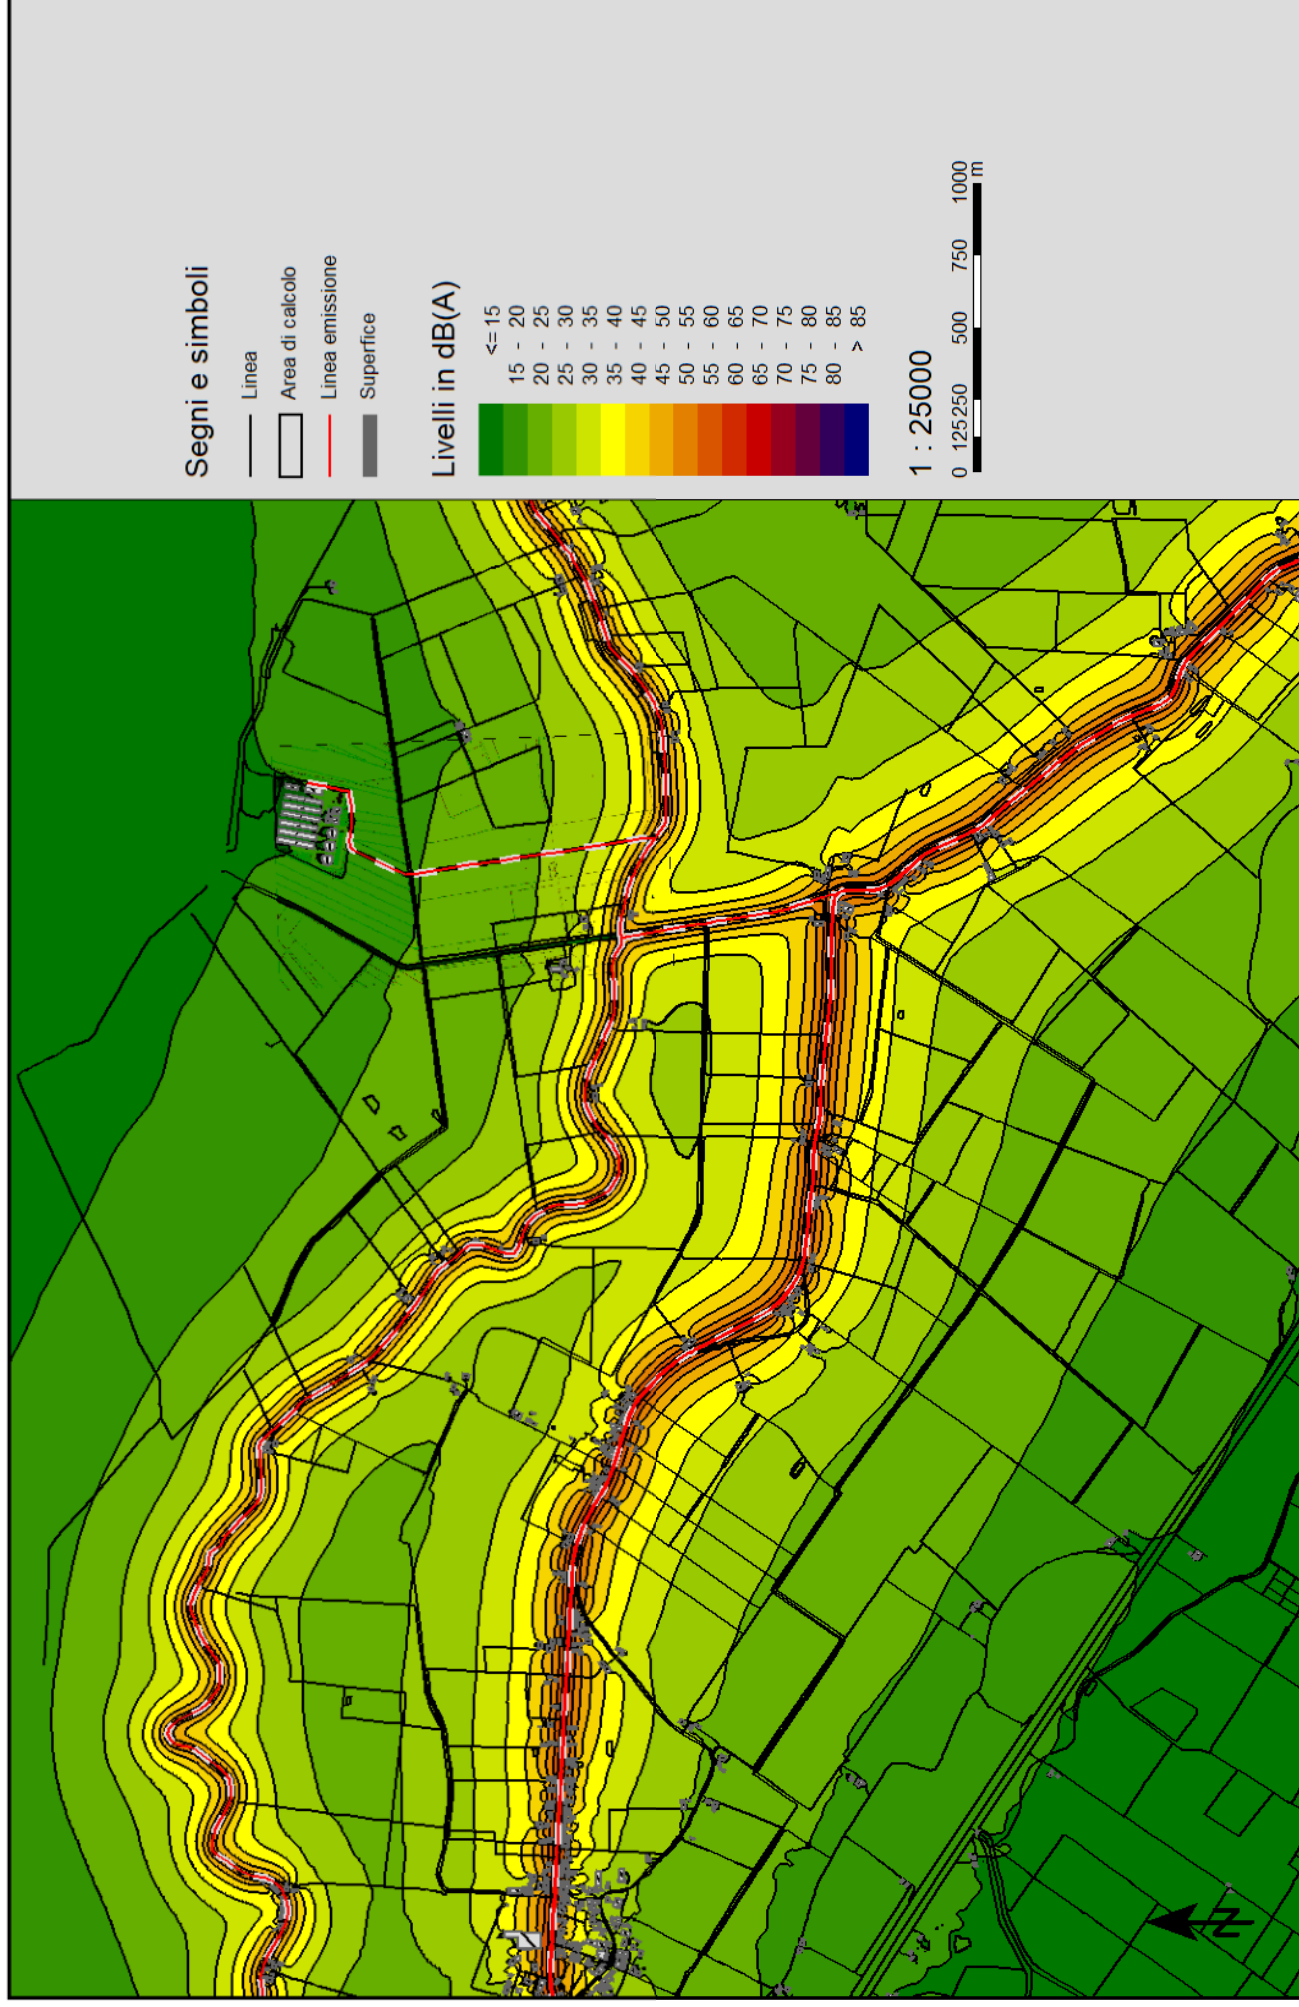 Segni e simboli
Linea
Area di calcolo
Linea emissione
Superfice
Livelli in dB(A)
<= 15
15 - 20
20 - 25
25 - 30
30 - 35
35 - 40
40 - 45
45 - 50
50 - 55
55 - 60
60 - 65
65 - 70
70 - 75
75 - 80
80 - 85
> 85
1 : 25000
0 125 250 500 750 1000
m
N